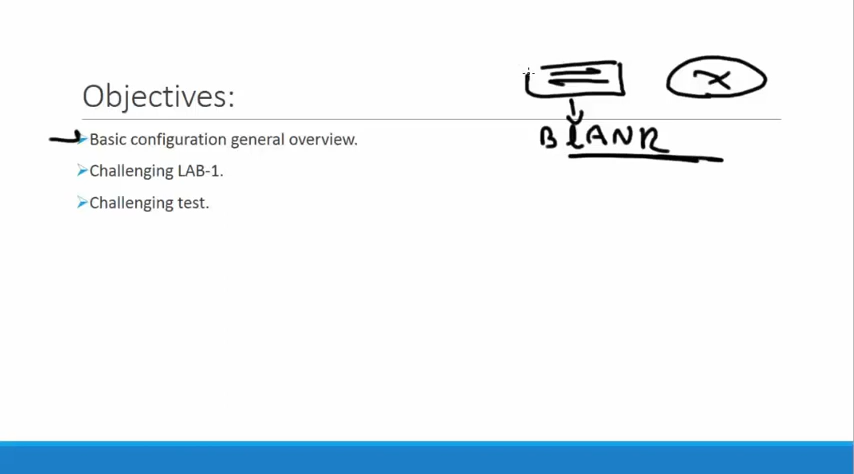 Objectives:
Basic configuration general overview.
Challenging LAB-1.
Challenging test.
BlANK